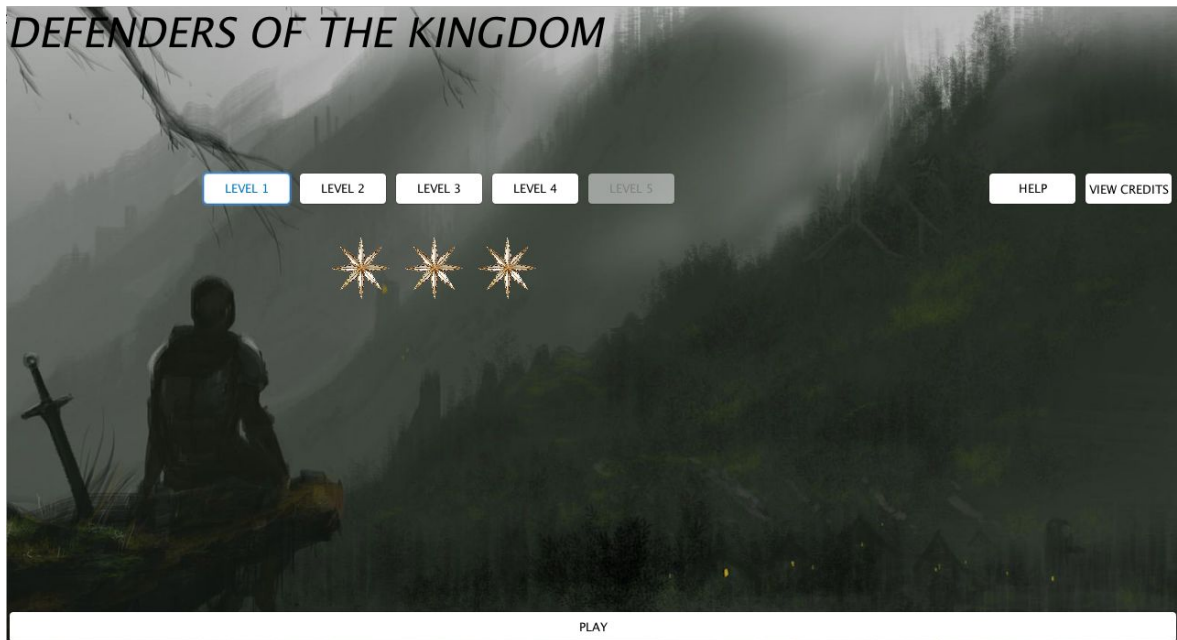 DEFENDERS OF THE KINGDOM
LEVEL 1
LEVEL 2
LEVEL 3
LEVEL 4
LEVEL 5
HELP
VIEW CREDITS
PLAY